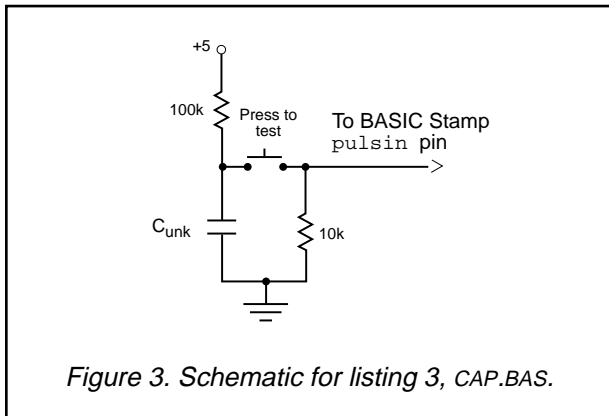 +5
100k
Press to
test
To BASIC Stamp
pulsin pin
Cunk
10k
Figure 3. Schematic for listing 3, CAP.BAS.